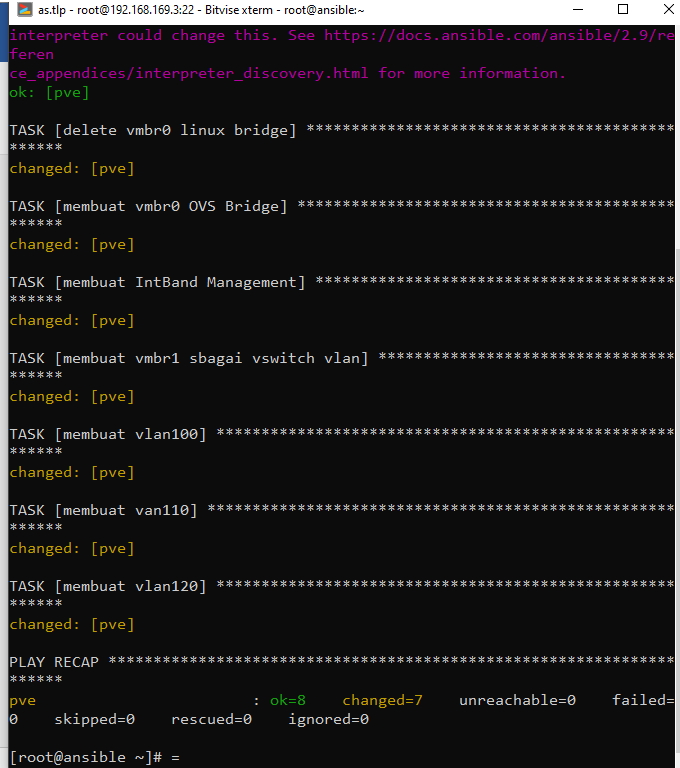 as.tlp - root@192.168.169.3:22 - Bitvise xterm - root@ansible:~
interpreter could change this. See https://docs.ansible.com/ansible/2.9/re
feren
ce_appendices/interpreter_discovery.html for more information.
ok: [pve]
TASK [delete vmbr0 linux bridge] *****************************************
******
changed: [pve]
TASK [membuat vmbr0 OVS Bridge] ******************************************
******
changed: [pve]
TASK [membuat IntBand Management] ****************************************
******
changed: [pve]
TASK [membuat vmbr1 sbagai vswitch vlan] *********************************
******
changed: [pve]
TASK [membuat vlan100] ***************************************************
******
changed: [pve]
TASK [membuat van110] ****************************************************
******
changed: [pve]
TASK [membuat vlan120] ***************************************************
******
changed: [pve]
PLAY RECAP ***************************************************************
******
pve                        : ok=8    changed=7    unreachable=0    failed=
0    skipped=0    rescued=0    ignored=0
[root@ansible ~]# =